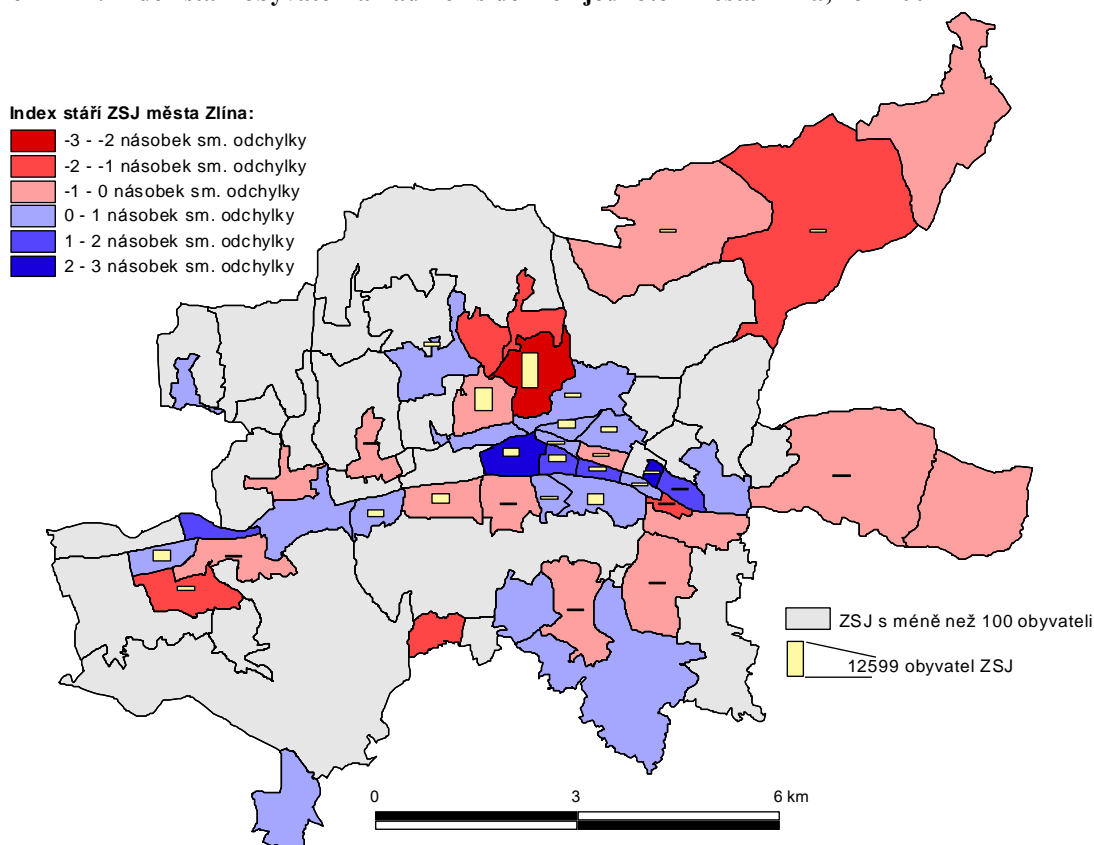 Index stáří ZSJ města Zlína:
-3 - -2 násobek sm. odchylky
-2 - -1 násobek sm. odchylky
-1 - 0 násobek sm. odchylky
0 - 1 násobek sm. odchylky
1 - 2 násobek sm. odchylky
2 - 3 násobek sm. odchylky
ZSJ s méně než 100 obyvateli
12599 obyvatel ZSJ
0 3 6 km